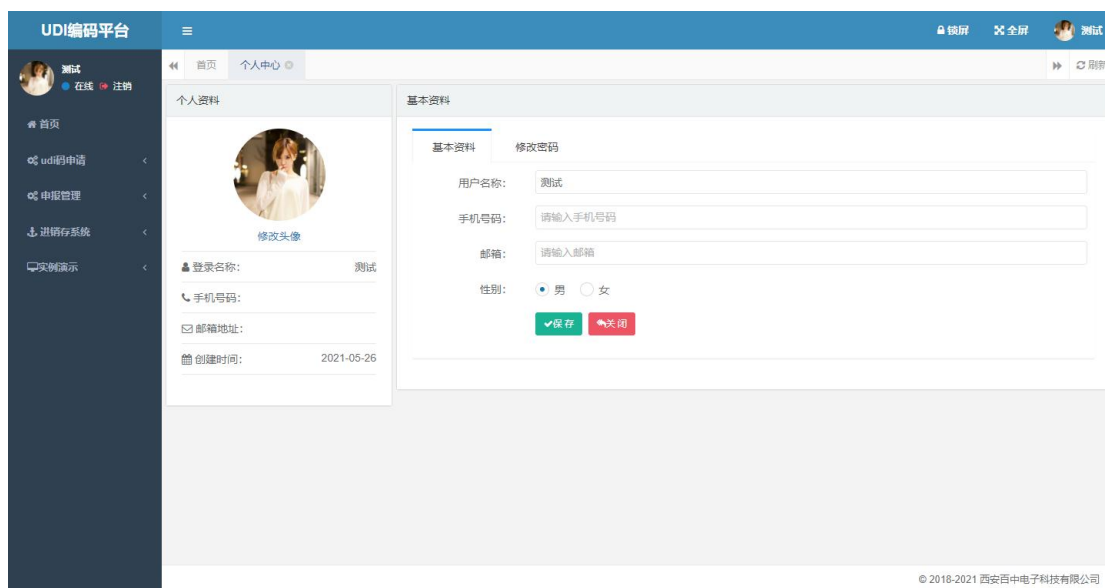 UDI编码平台
锁屏 全屏 测试
测试
在线 注销
首页 个人中心
首页
udi码申请
申报管理
进销存系统
实例演示
个人资料
修改头像
登录名称: 测试
手机号码:
邮箱地址:
创建时间: 2021-05-26
基本资料
基本资料 修改密码
用户名称: 测试
手机号码: 请输入手机号码
邮箱: 请输入邮箱
性别: 男 女
保存 关闭
© 2018-2021 西安百中电子科技有限公司